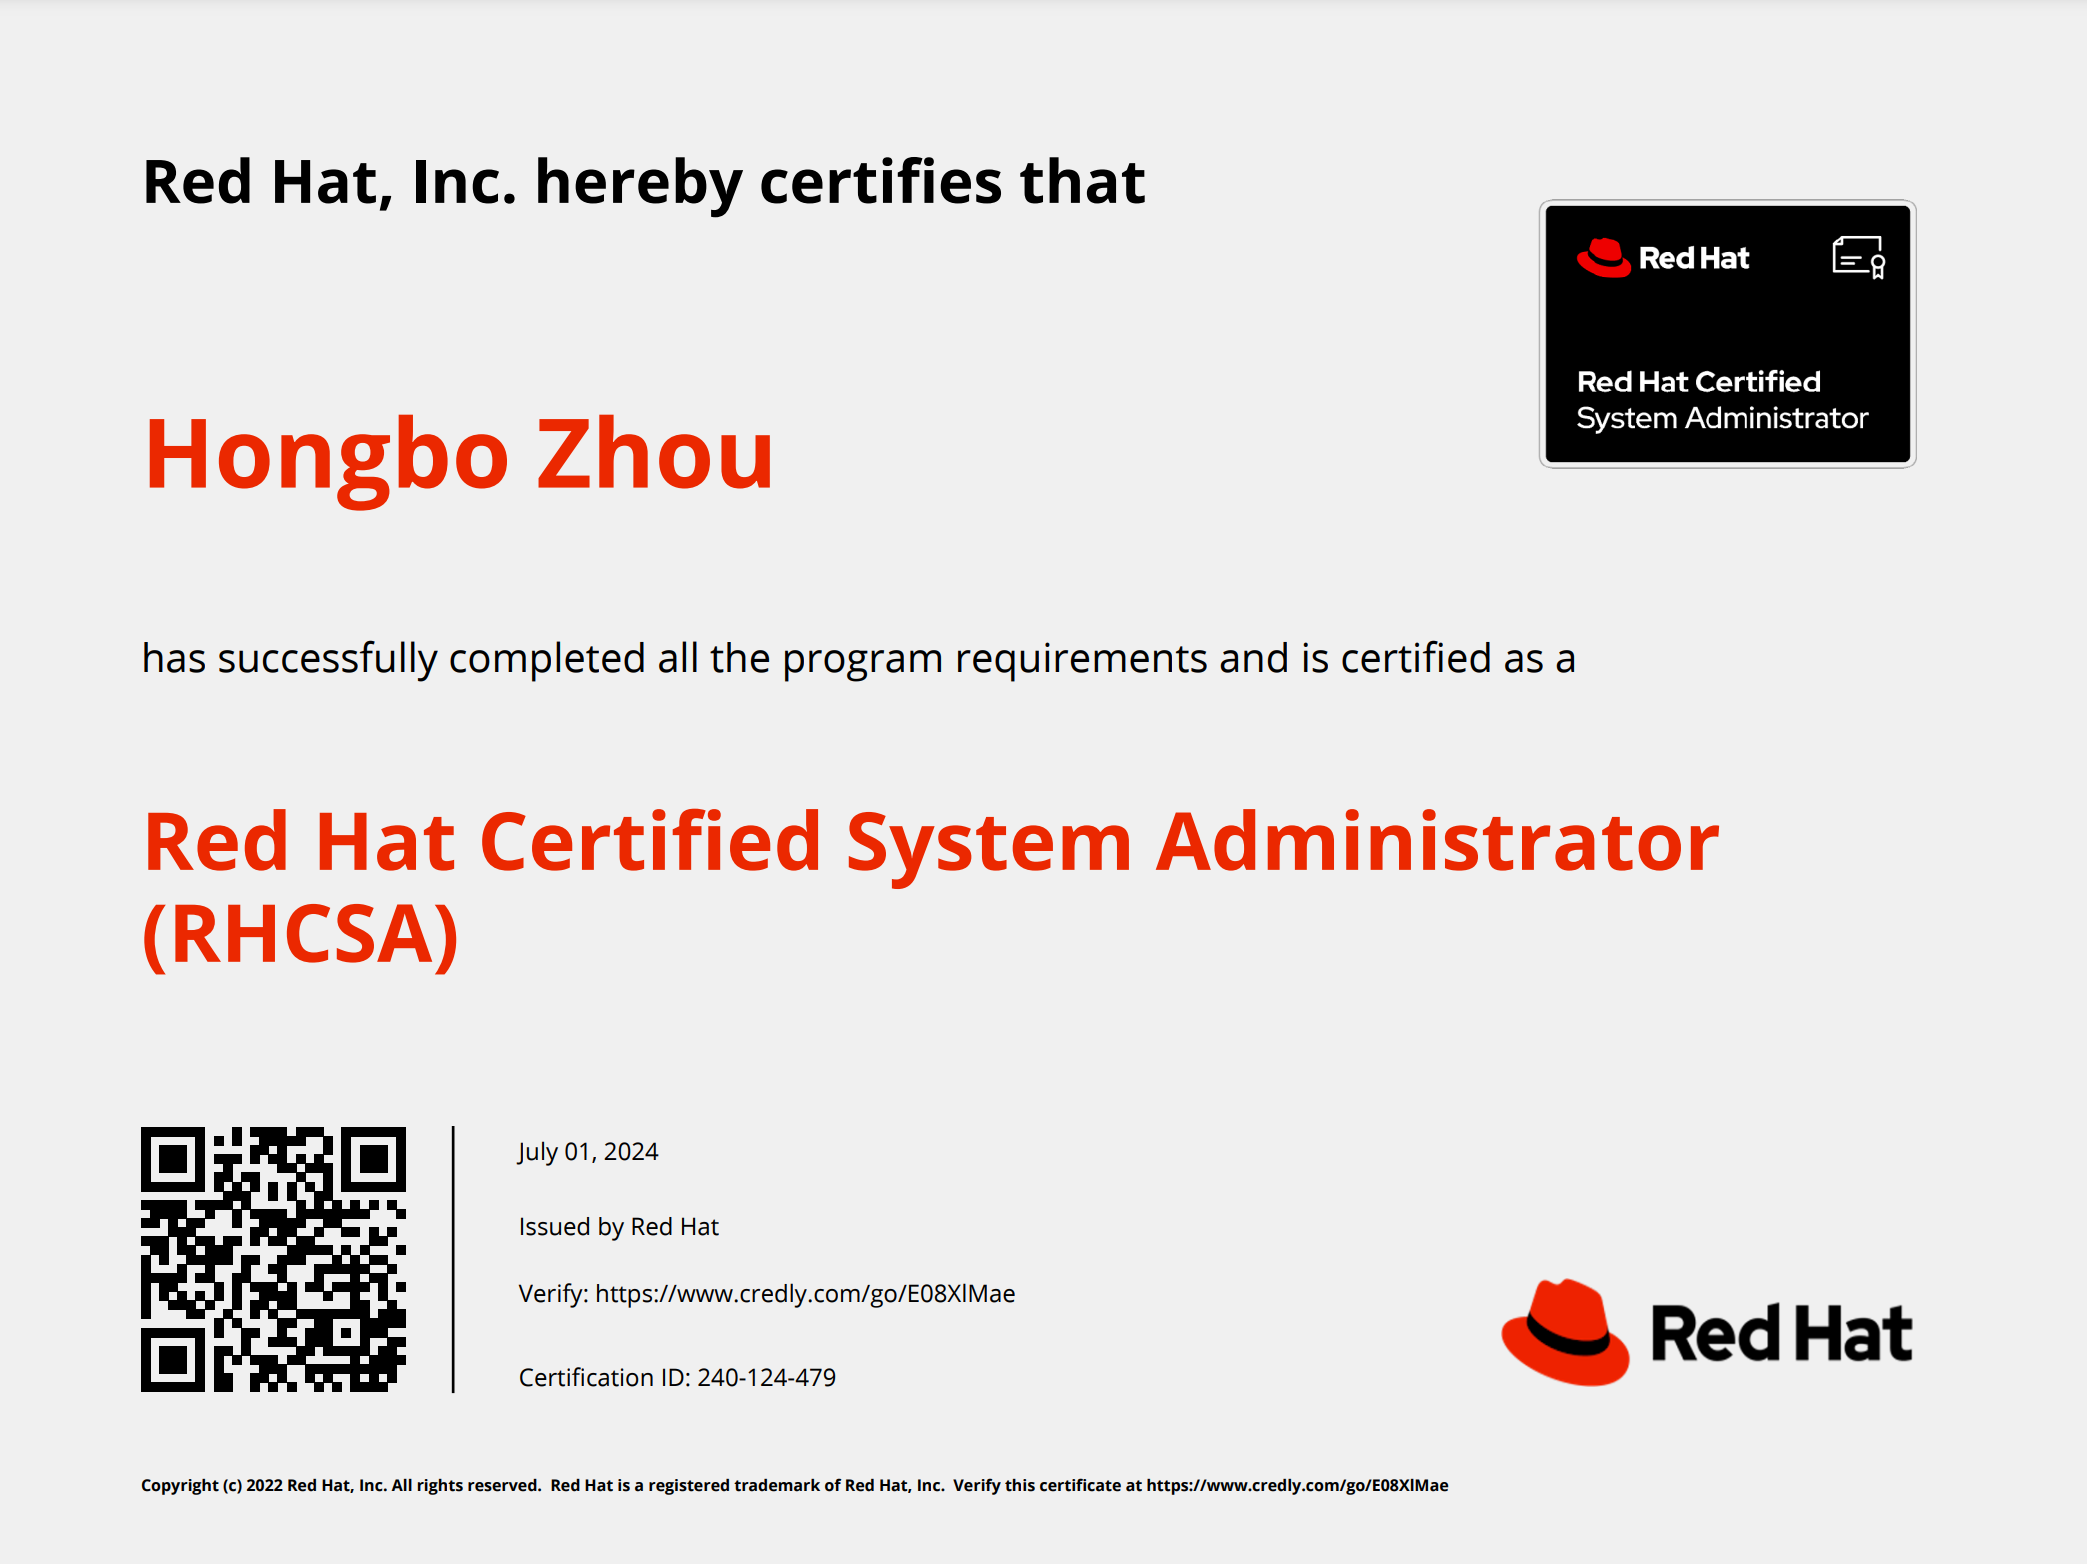 Red Hat, Inc. hereby certifies that
Red Hat
Red Hat Certified
System Administrator
Hongbo Zhou
has successfully completed all the program requirements and is certified as a
Red Hat Certified System Administrator
(RHCSA)
July 01, 2024
Issued by Red Hat
Verify: https://www.credly.com/go/E08XlMae
Certification ID: 240-124-479
Red Hat
Copyright (c) 2022 Red Hat, Inc. All rights reserved.  Red Hat is a registered trademark of Red Hat, Inc.  Verify this certificate at https://www.credly.com/go/E08XlMae